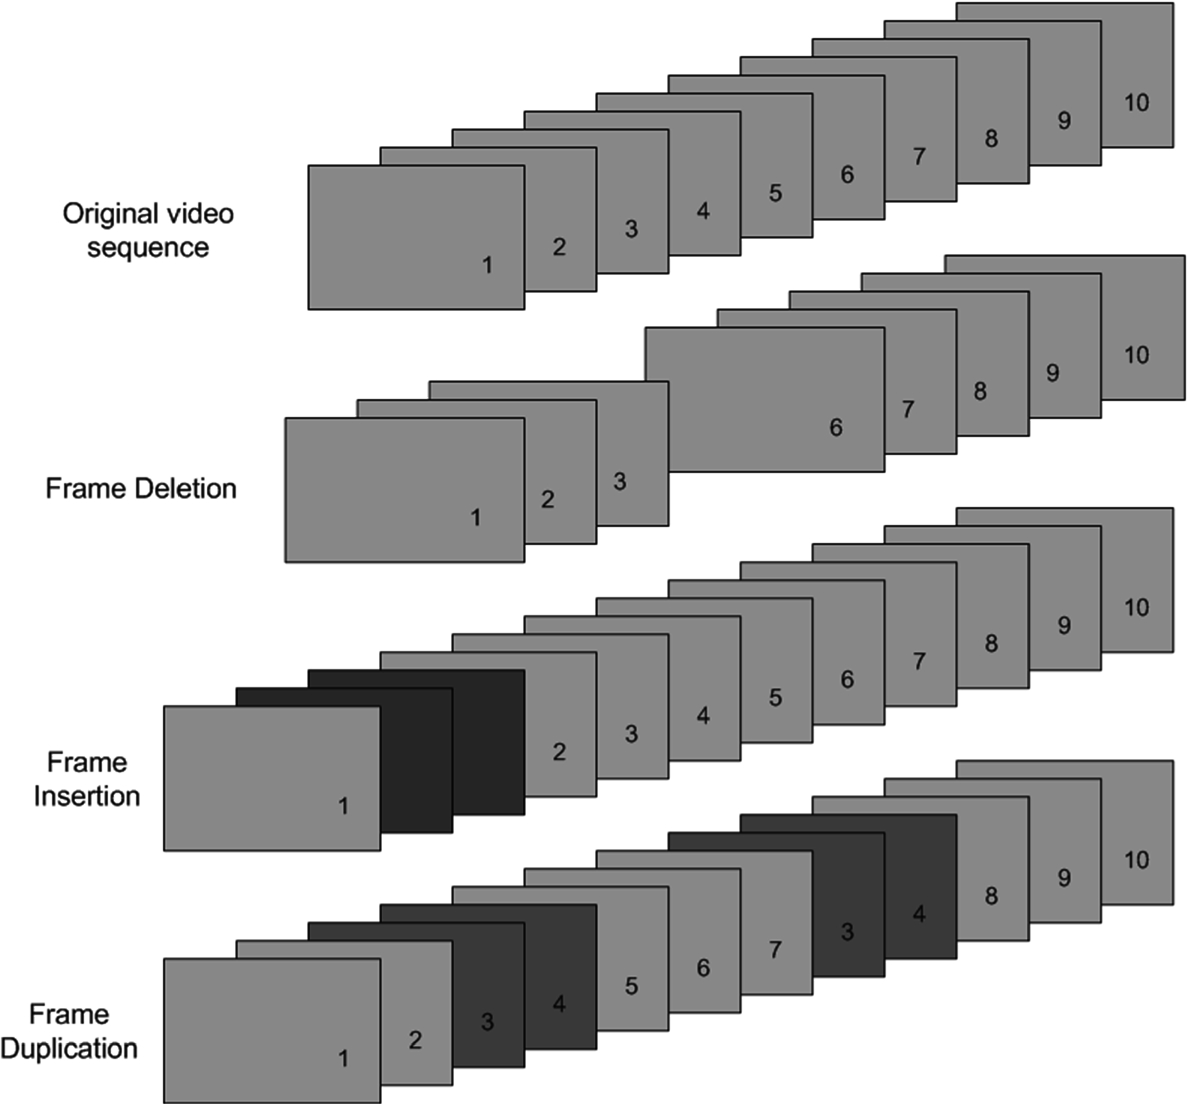 Original video
sequence
1 2 3 4 5 6 7 8 9 10
Frame Deletion
1 2 3 6 7 8 9 10
Frame
Insertion
1 2 3 4 5 6 7 8 9 10
Frame
Duplication
1 2 3 4 5 6 7 3 4 8 9 10